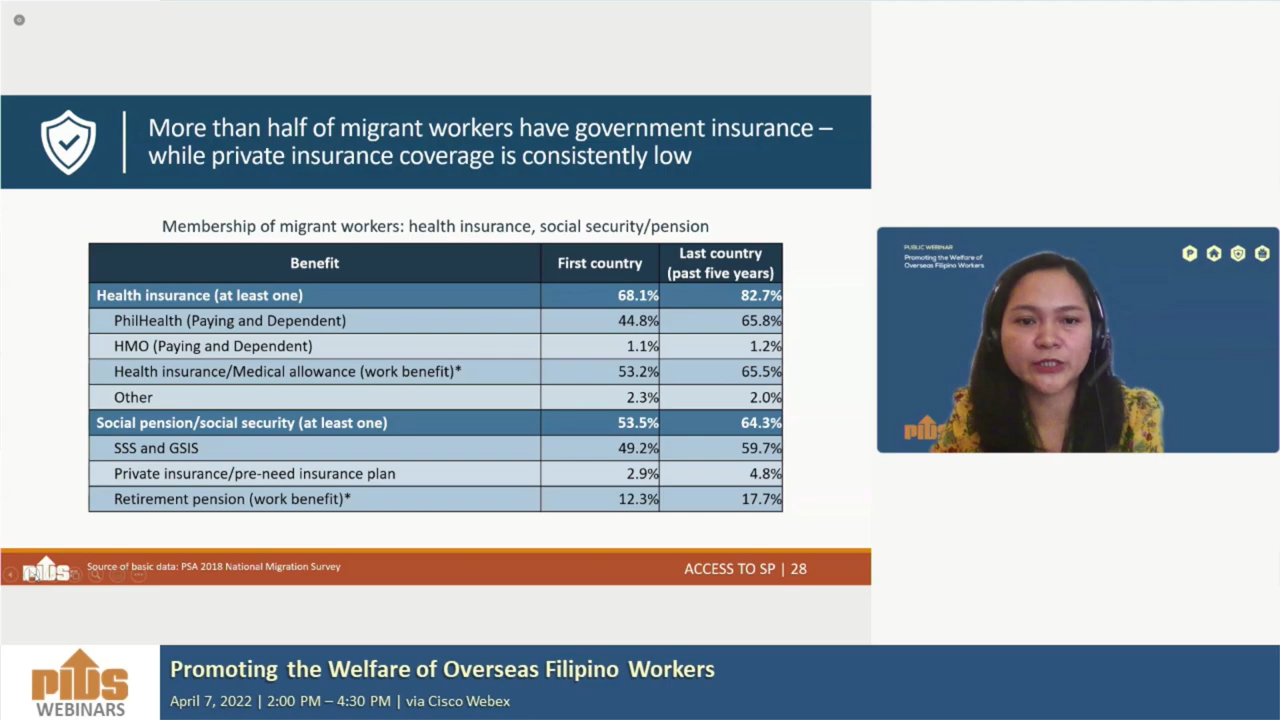 More than half of migrant workers have government insurance –
while private insurance coverage is consistently low
Membership of migrant workers: health insurance, social security/pension
Benefit First country Last country
(past five years)
Health insurance (at least one) 68.1% 82.7%
PhilHealth (Paying and Dependent) 44.8% 65.8%
HMO (Paying and Dependent) 1.1% 1.2%
Health insurance/Medical allowance (work benefit)* 53.2% 65.5%
Other 2.3% 2.0%
Social pension/social security (at least one) 53.5% 64.3%
SSS and GSIS 49.2% 59.7%
Private insurance/pre-need insurance plan 2.9% 4.8%
Retirement pension (work benefit)* 12.3% 17.7%
pids
Source of basic data: PSA 2018 National Migration Survey
ACCESS TO SP | 28
PUBLIC WEBINAR
Promoting the Welfare of
Overseas Filipino Workers
P
pids
pids
WEBINARS
Promoting the Welfare of Overseas Filipino Workers
April 7, 2022 | 2:00 PM – 4:30 PM | via Cisco Webex